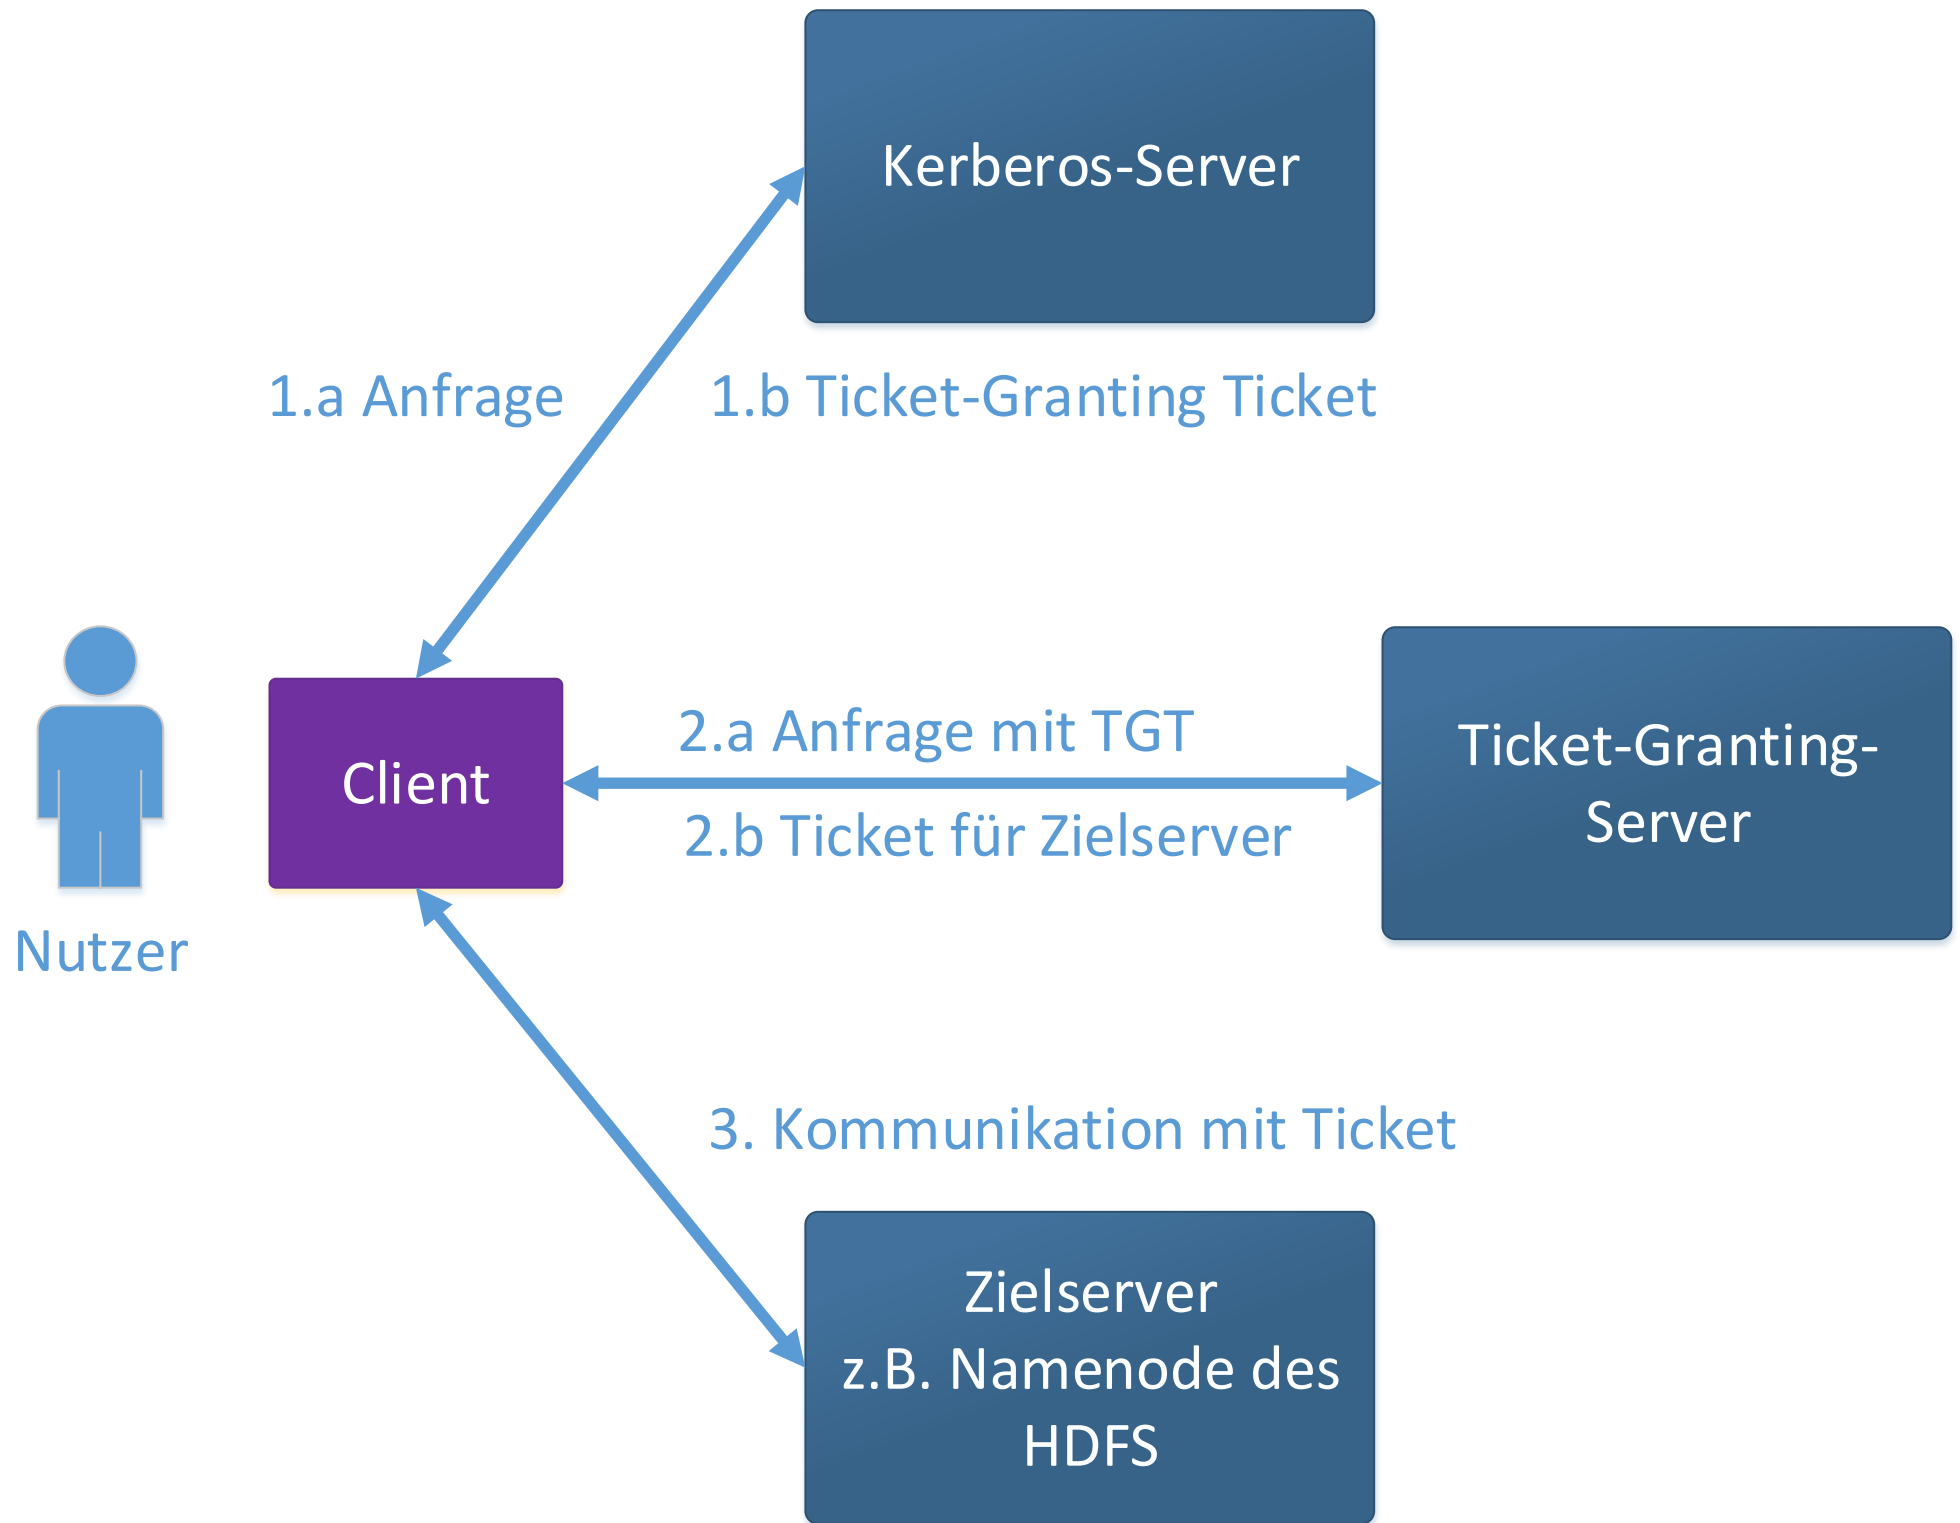 Kerberos-Server
1.a Anfrage
1.b Ticket-Granting Ticket
Nutzer
Client
2.a Anfrage mit TGT
2.b Ticket für Zielserver
Ticket-Granting-
Server
3. Kommunikation mit Ticket
Zielserver
z.B. Namenode des
HDFS